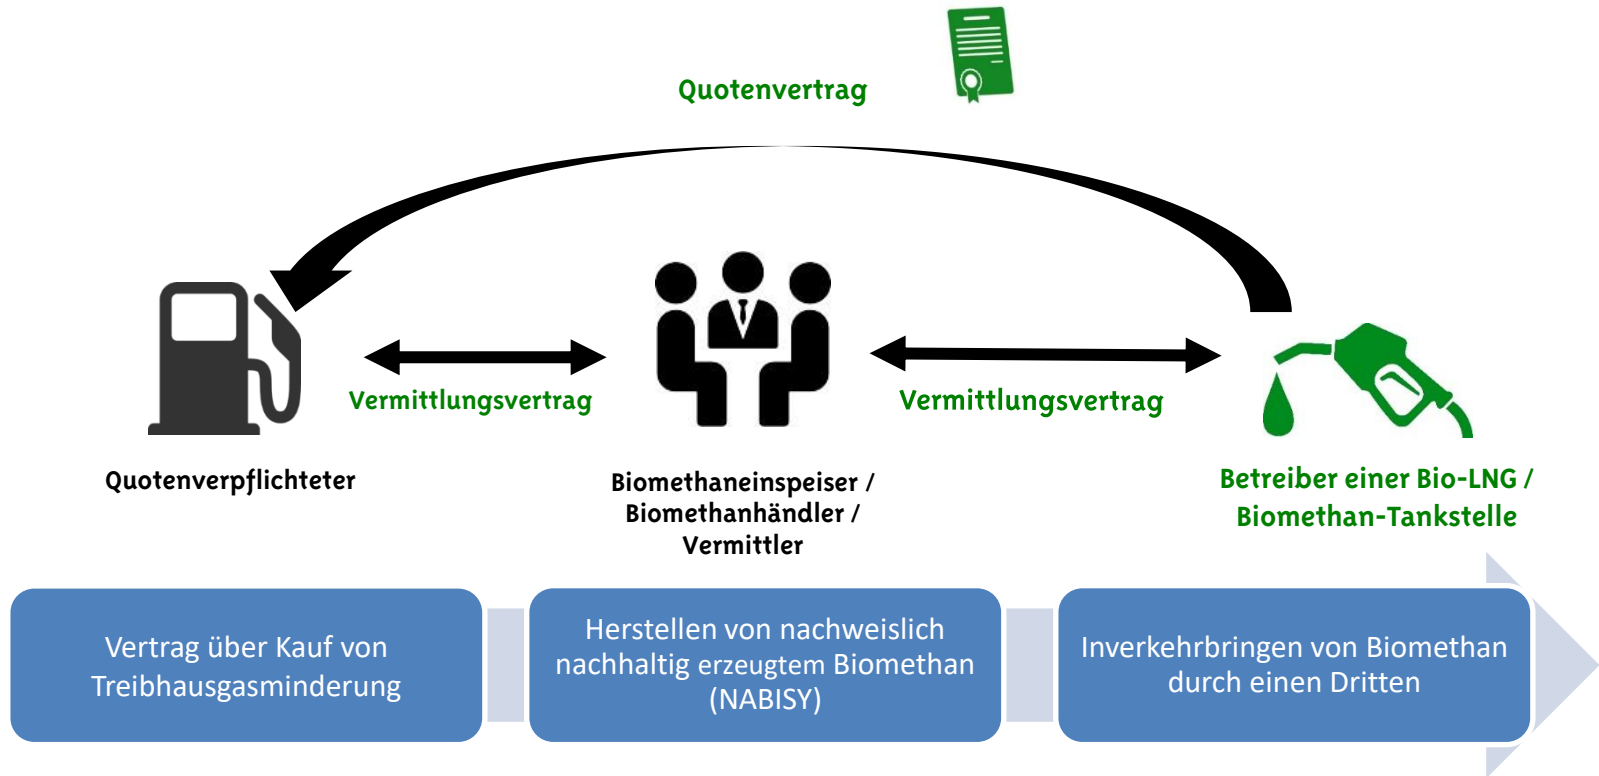 Quotenvertrag
Vermittlungsvertrag
Vermittlungsvertrag
Quotenverpflichteter
Biomethaneinspeiser /
Biomethanhändler /
Vermittler
Betreiber einer Bio-LNG /
Biomethan-Tankstelle
Vertrag über Kauf von
Treibhausgasminderung
Herstellen von nachweislich
nachhaltig erzeugtem Biomethan
(NABISY)
Inverkehrbringen von Biomethan
durch einen Dritten